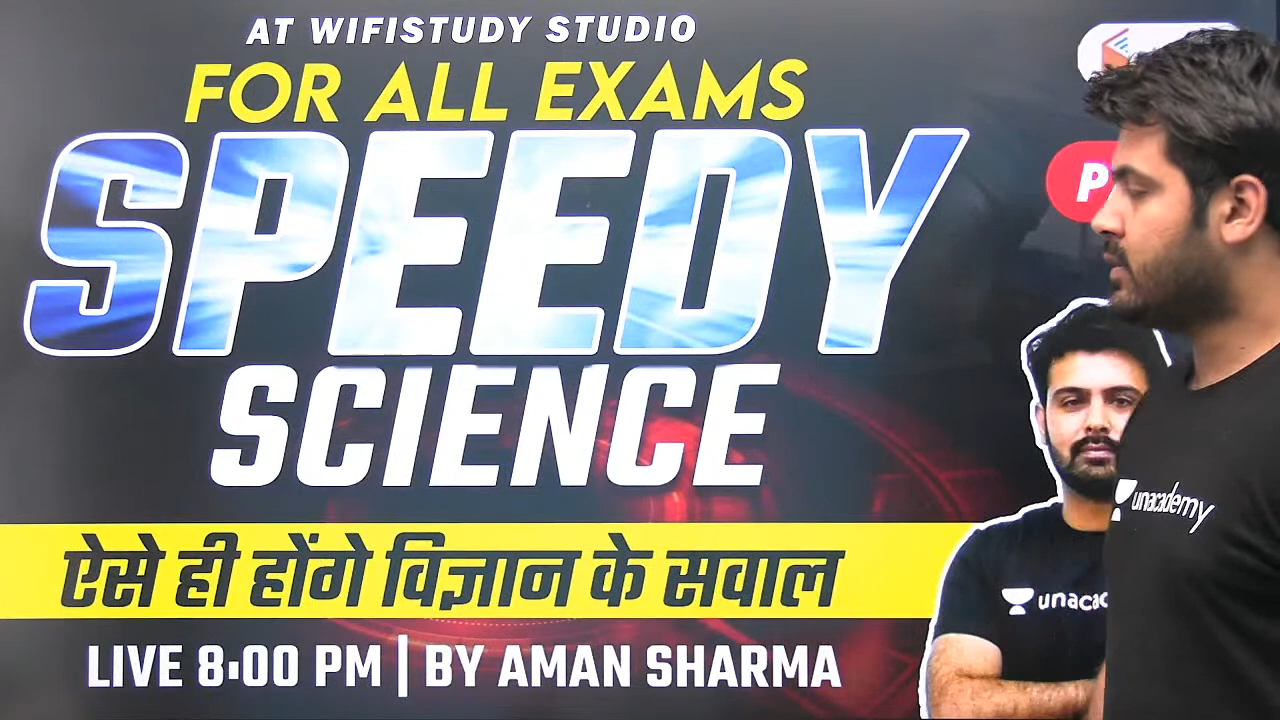 AT WIFISTUDY STUDIO
FOR ALL EXAMS
SPEEDY
SCIENCE
ऐसे ही होंगे विज्ञान के सवाल
LIVE 8:00 PM | BY AMAN SHARMA
unacademy